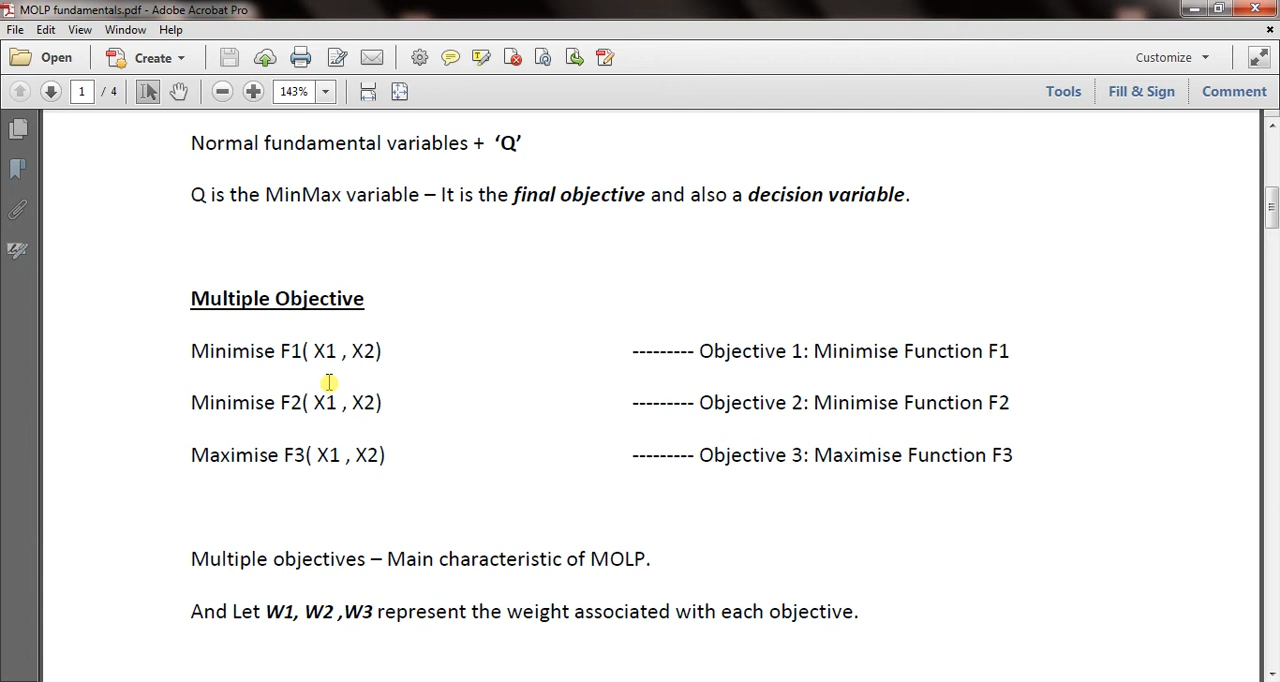 MOLP fundamentals.pdf - Adobe Acrobat Pro
File Edit View Window Help
Open Create Customize
1 / 4 143% Tools Fill & Sign Comment
Normal fundamental variables + ‘Q’
Q is the MinMax variable – It is the final objective and also a decision variable.
Multiple Objective
Minimise F1( X1 , X2) --------- Objective 1: Minimise Function F1
Minimise F2( X1 , X2) --------- Objective 2: Minimise Function F2
Maximise F3( X1 , X2) --------- Objective 3: Maximise Function F3
Multiple objectives – Main characteristic of MOLP.
And Let W1, W2 ,W3 represent the weight associated with each objective.